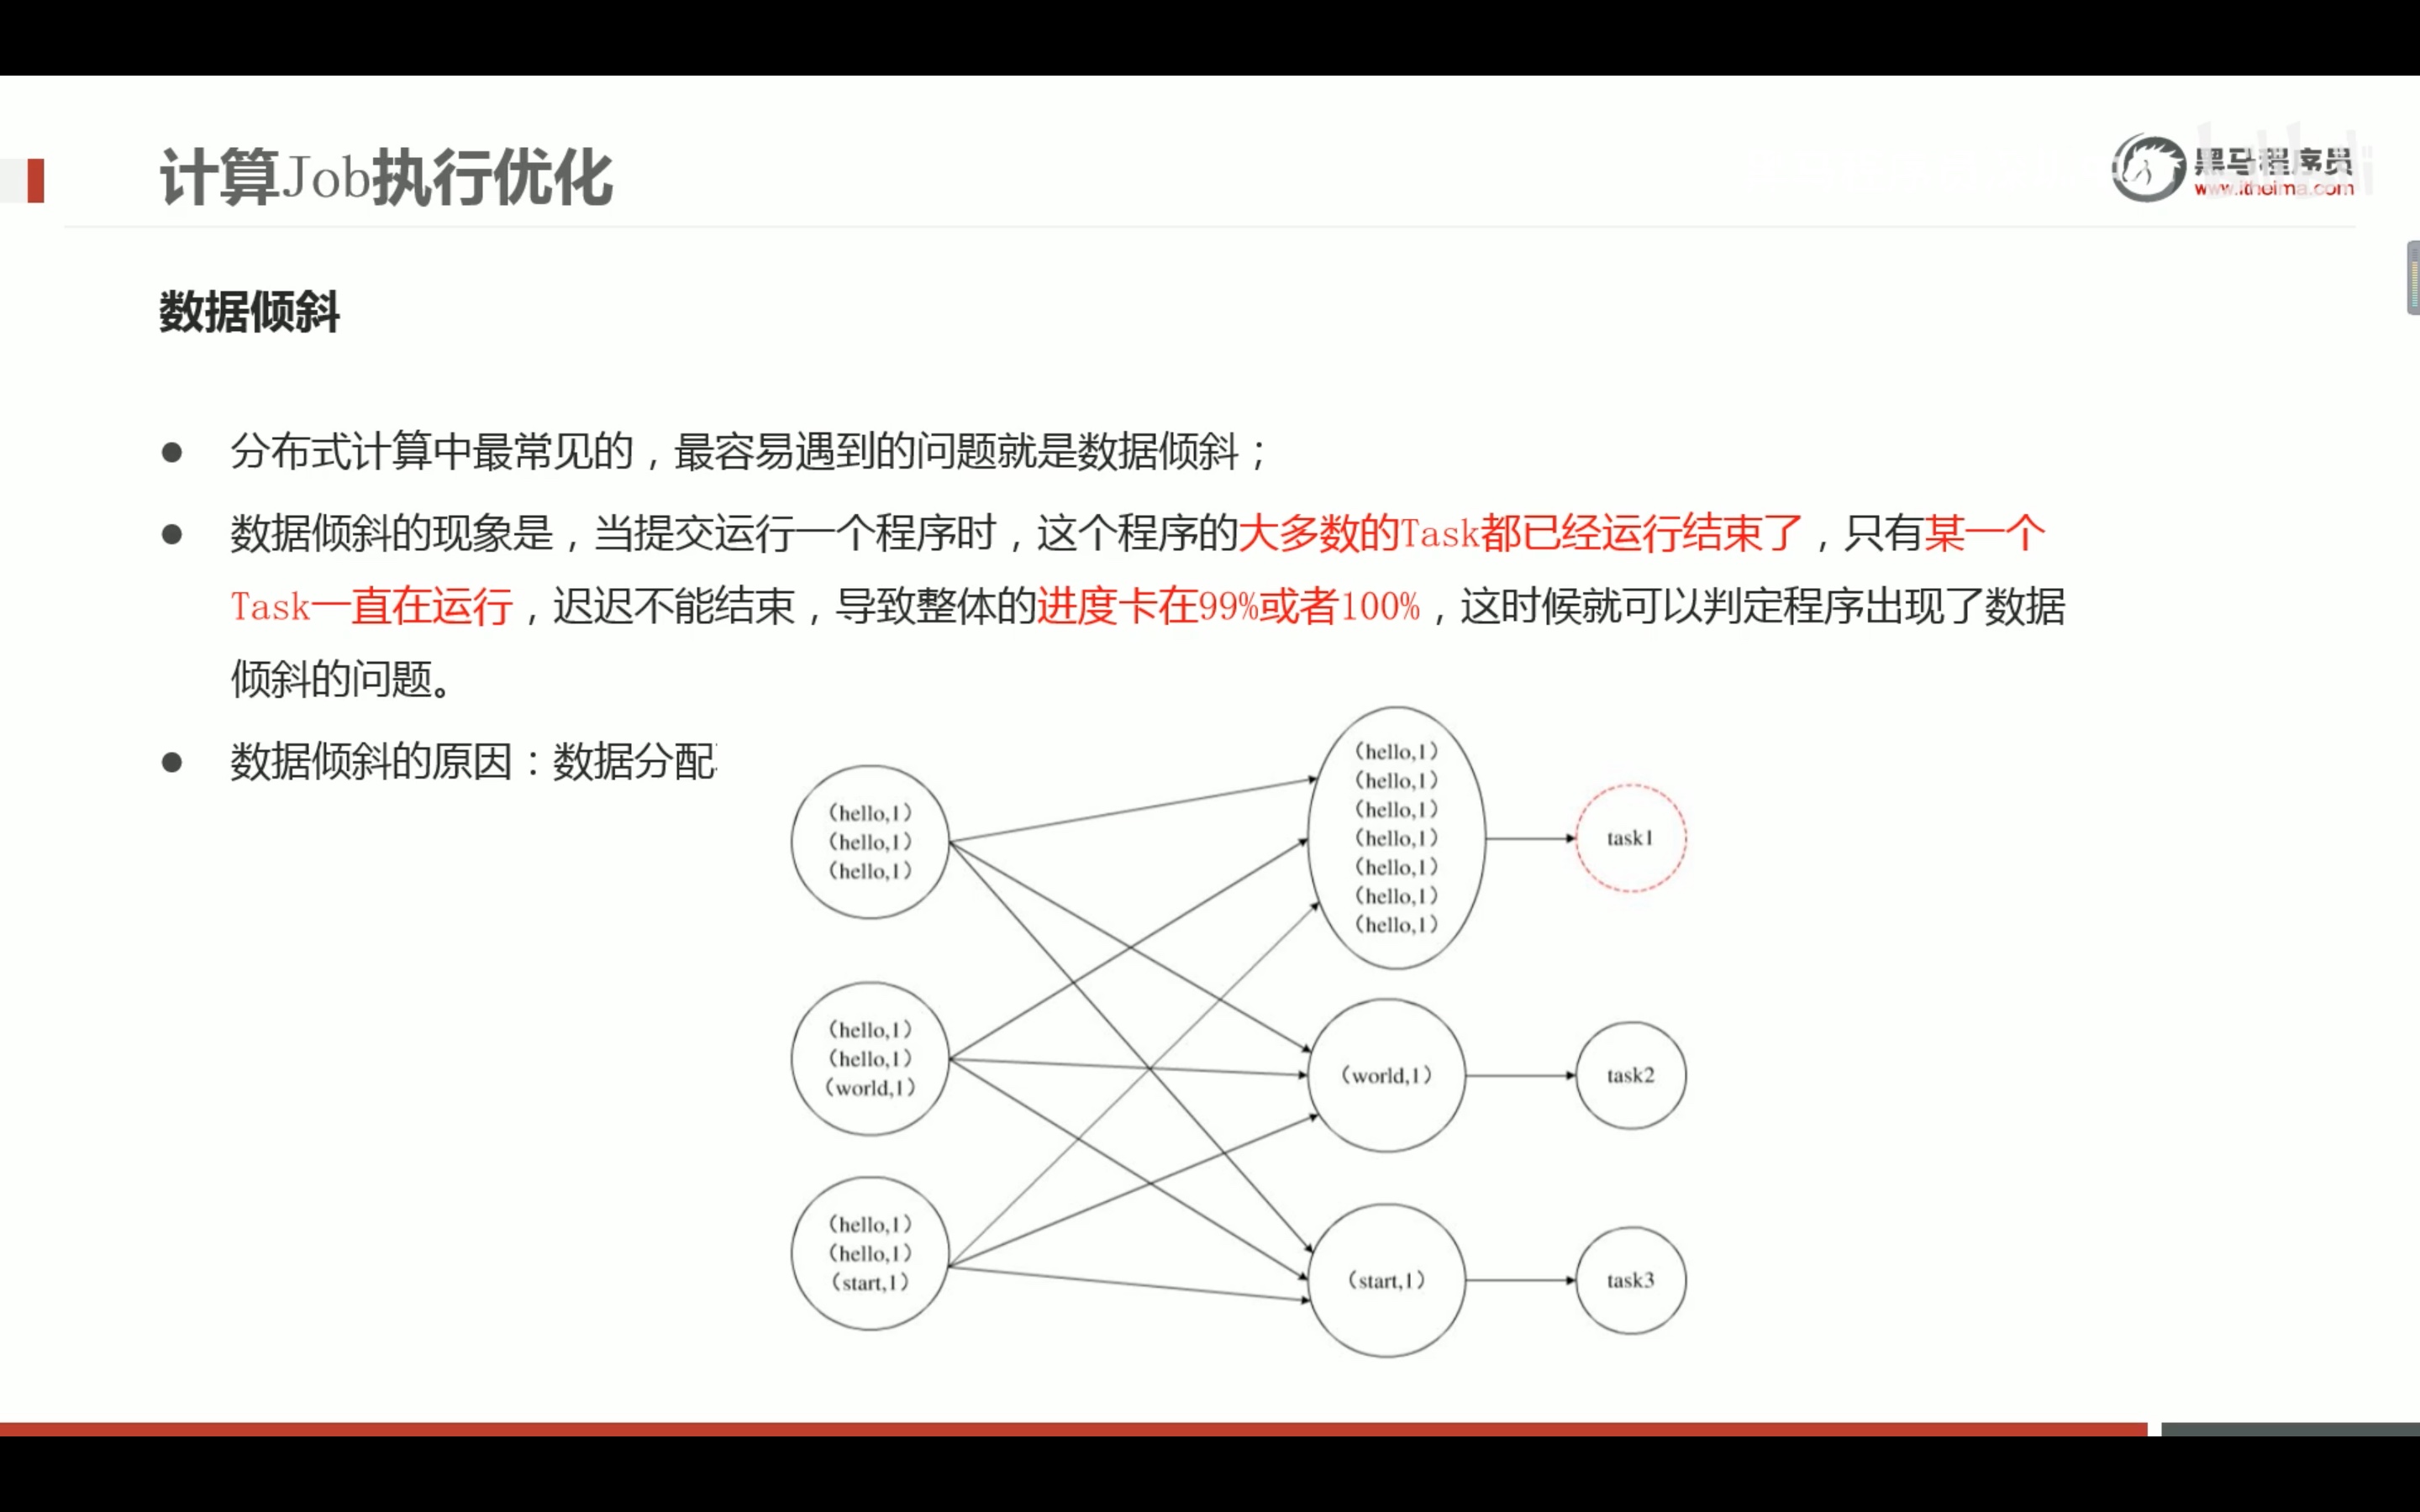 计算Job执行优化
黑马程序员
www.itheima.com
数据倾斜
分布式计算中最常见的，最容易遇到的问题就是数据倾斜；
数据倾斜的现象是，当提交运行一个程序时，这个程序的大多数的Task都已经运行结束了，只有某一个
Task一直在运行，迟迟不能结束，导致整体的进度卡在99%或者100%，这时候就可以判定程序出现了数据
倾斜的问题。
数据倾斜的原因：数据分配
(hello,1)
(hello,1)
(hello,1)
(hello,1)
(hello,1)
(world,1)
(hello,1)
(hello,1)
(start,1)
(hello,1)
(hello,1)
(hello,1)
(hello,1)
(hello,1)
(hello,1)
(hello,1)
(world,1)
(start,1)
task1
task2
task3